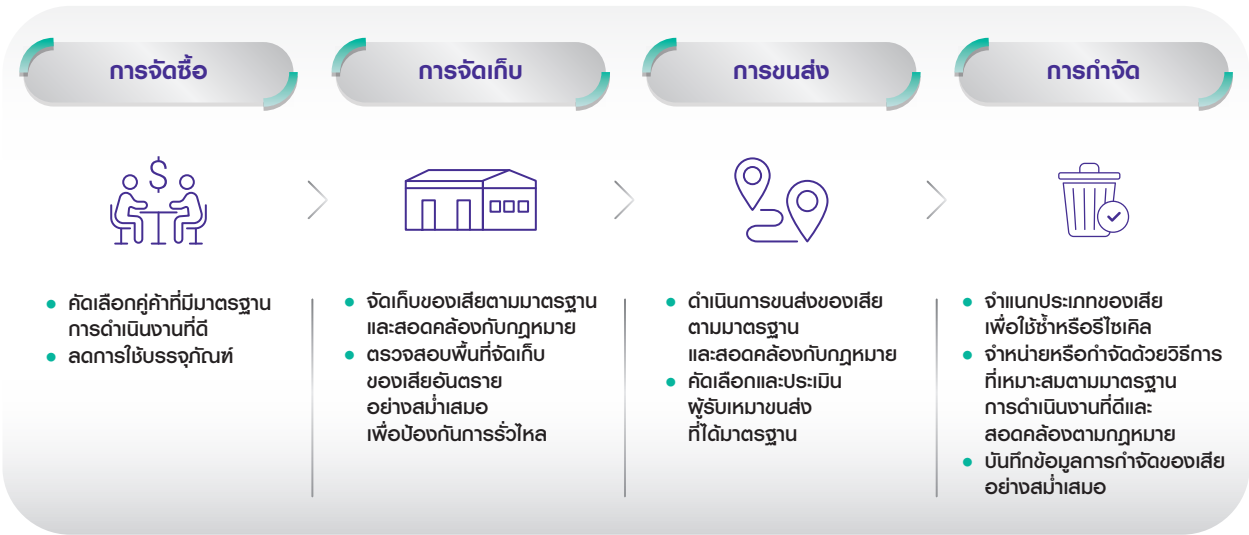 การจัดซื้อ
การจัดเก็บ
การขนส่ง
การกำจัด
$
• คัดเลือกคู่ค้าที่มีมาตรฐาน
การดำเนินงานที่ดี
• ลดการใช้บรรจุภัณฑ์
• จัดเก็บของเสียตามมาตรฐาน
และสอดคล้องกับกฎหมาย
• ตรวจสอบพื้นที่จัดเก็บ
ของเสียอันตราย
อย่างสม่ำเสมอ
เพื่อป้องกันการรั่วไหล
• ดำเนินการขนส่งของเสีย
ตามมาตรฐาน
และสอดคล้องกับกฎหมาย
• คัดเลือกและประเมิน
ผู้รับเหมาขนส่ง
ที่ได้มาตรฐาน
• จำแนกประเภทของเสีย
เพื่อใช้ซ้ำหรือรีไซเคิล
• จำหน่ายหรือกำจัดด้วยวิธีการ
ที่เหมาะสมตามมาตรฐาน
การดำเนินงานที่ดีและ
สอดคล้องตามกฎหมาย
• บันทึกข้อมูลการกำจัดของเสีย
อย่างสม่ำเสมอ